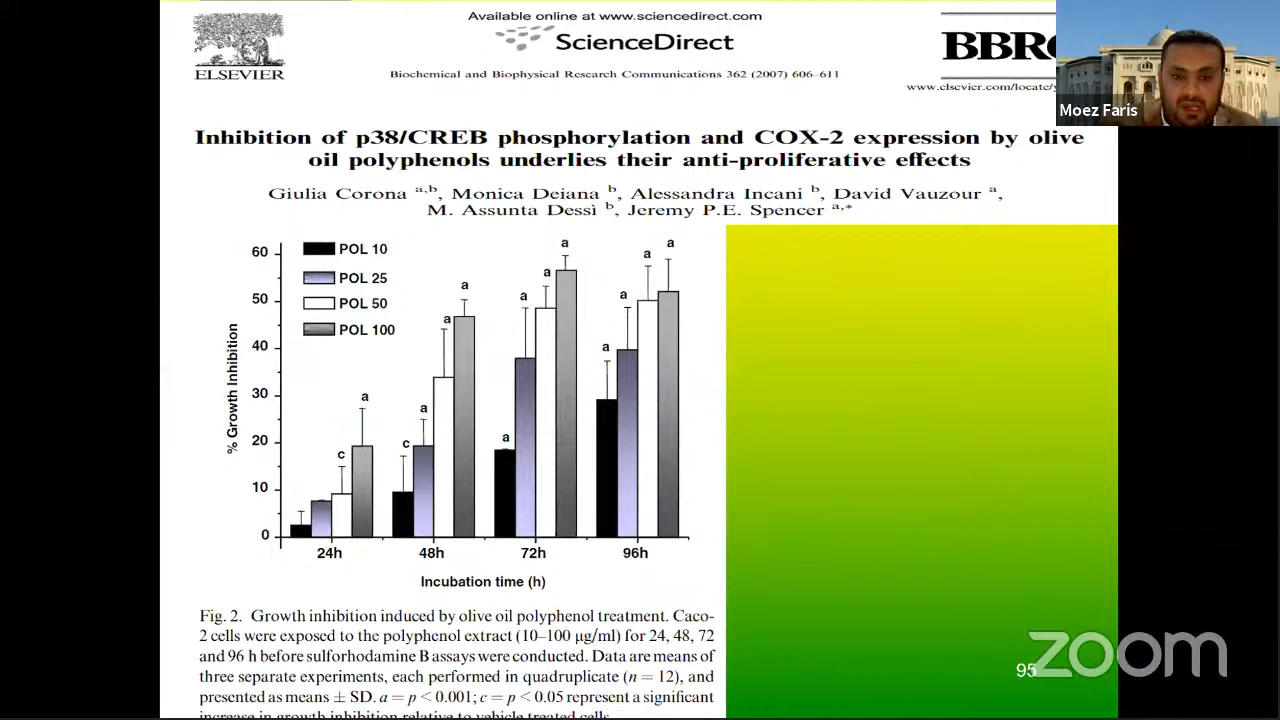 Available online at www.sciencedirect.com
ScienceDirect
ELSEVIER
Biochemical and Biophysical Research Communications 362 (2007) 606–611
BBRC
www.elsevier.com/locate/y
Moez Faris
Inhibition of p38/CREB phosphorylation and COX-2 expression by olive
oil polyphenols underlies their anti-proliferative effects
Giulia Corona a,b, Monica Deiana b, Alessandra Incani b, David Vauzour a,
M. Assunta Dessì b, Jeremy P.E. Spencer a,*
POL 10
POL 25
POL 50
POL 100
% Growth Inhibition
60
50
40
30
20
10
0
c
a
c
a
a
a
a
a
a
a
a
a
a
a
24h
48h
72h
96h
Incubation time (h)
Fig. 2. Growth inhibition induced by olive oil polyphenol treatment. Caco-
2 cells were exposed to the polyphenol extract (10–100 μg/ml) for 24, 48, 72
and 96 h before sulforhodamine B assays were conducted. Data are means of
three separate experiments, each performed in quadruplicate (n = 12), and
presented as means ± SD. a = p < 0.001; c = p < 0.05 represent a significant
increase in growth inhibition relative to vehicle treated cells.
95
zoom